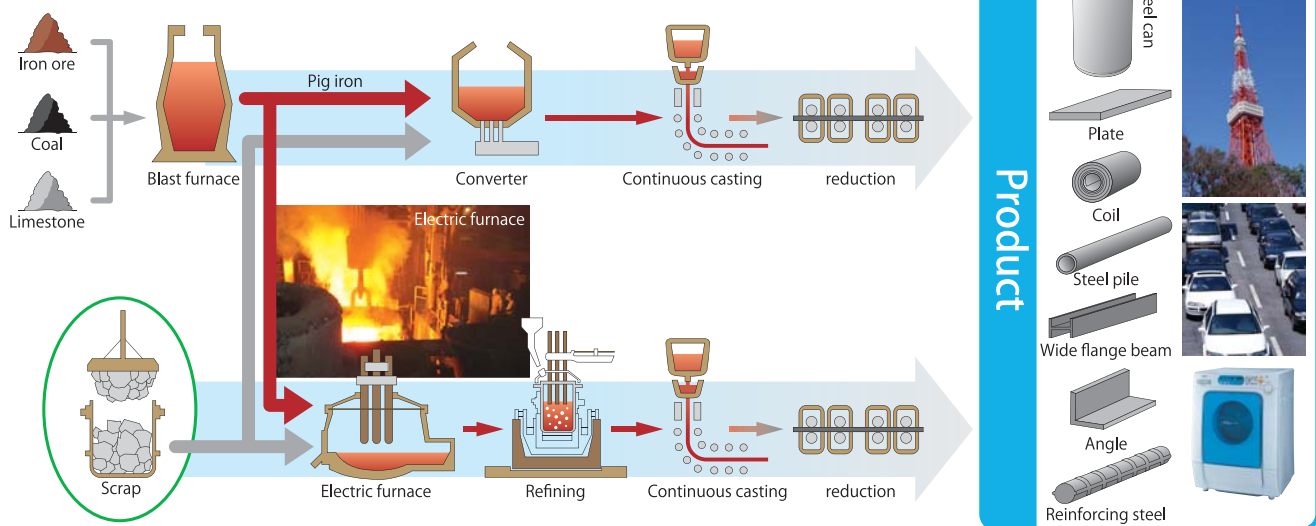 Iron ore
Coal
Limestone
Blast furnace
Pig iron
Converter
Continuous casting
reduction
Electric furnace
Scrap
Electric furnace
Refining
Continuous casting
reduction
Product
can
Plate
Coil
Steel pile
Wide flange beam
Angle
Reinforcing steel